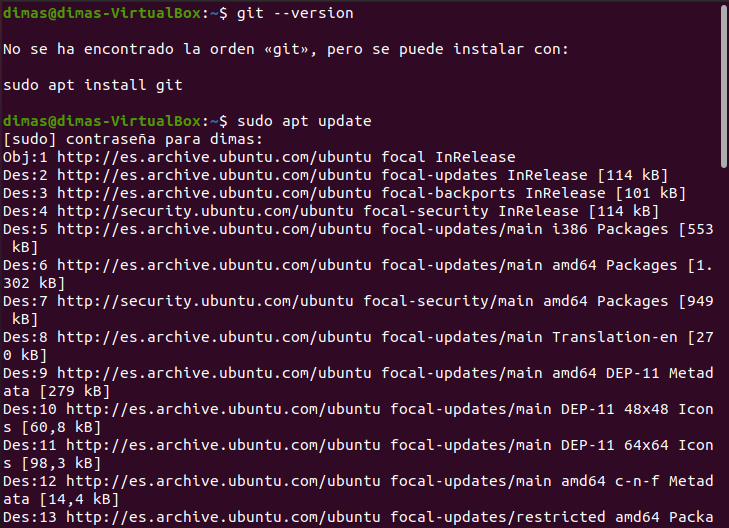 dimas@dimas-VirtualBox:~$ git --version
No se ha encontrado la orden «git», pero se puede instalar con:
sudo apt install git
dimas@dimas-VirtualBox:~$ sudo apt update
[sudo] contraseña para dimas:
Obj:1 http://es.archive.ubuntu.com/ubuntu focal InRelease
Des:2 http://es.archive.ubuntu.com/ubuntu focal-updates InRelease [114 kB]
Des:3 http://es.archive.ubuntu.com/ubuntu focal-backports InRelease [101 kB]
Des:4 http://security.ubuntu.com/ubuntu focal-security InRelease [114 kB]
Des:5 http://es.archive.ubuntu.com/ubuntu focal-updates/main i386 Packages [553
 kB]
Des:6 http://es.archive.ubuntu.com/ubuntu focal-updates/main amd64 Packages [1.
302 kB]
Des:7 http://security.ubuntu.com/ubuntu focal-security/main amd64 Packages [949
 kB]
Des:8 http://es.archive.ubuntu.com/ubuntu focal-updates/main Translation-en [27
0 kB]
Des:9 http://es.archive.ubuntu.com/ubuntu focal-updates/main amd64 DEP-11 Metad
ata [279 kB]
Des:10 http://es.archive.ubuntu.com/ubuntu focal-updates/main DEP-11 48x48 Icon
s [60,8 kB]
Des:11 http://es.archive.ubuntu.com/ubuntu focal-updates/main DEP-11 64x64 Icon
s [98,3 kB]
Des:12 http://es.archive.ubuntu.com/ubuntu focal-updates/main amd64 c-n-f Metad
ata [14,4 kB]
Des:13 http://es.archive.ubuntu.com/ubuntu focal-updates/restricted amd64 Packa